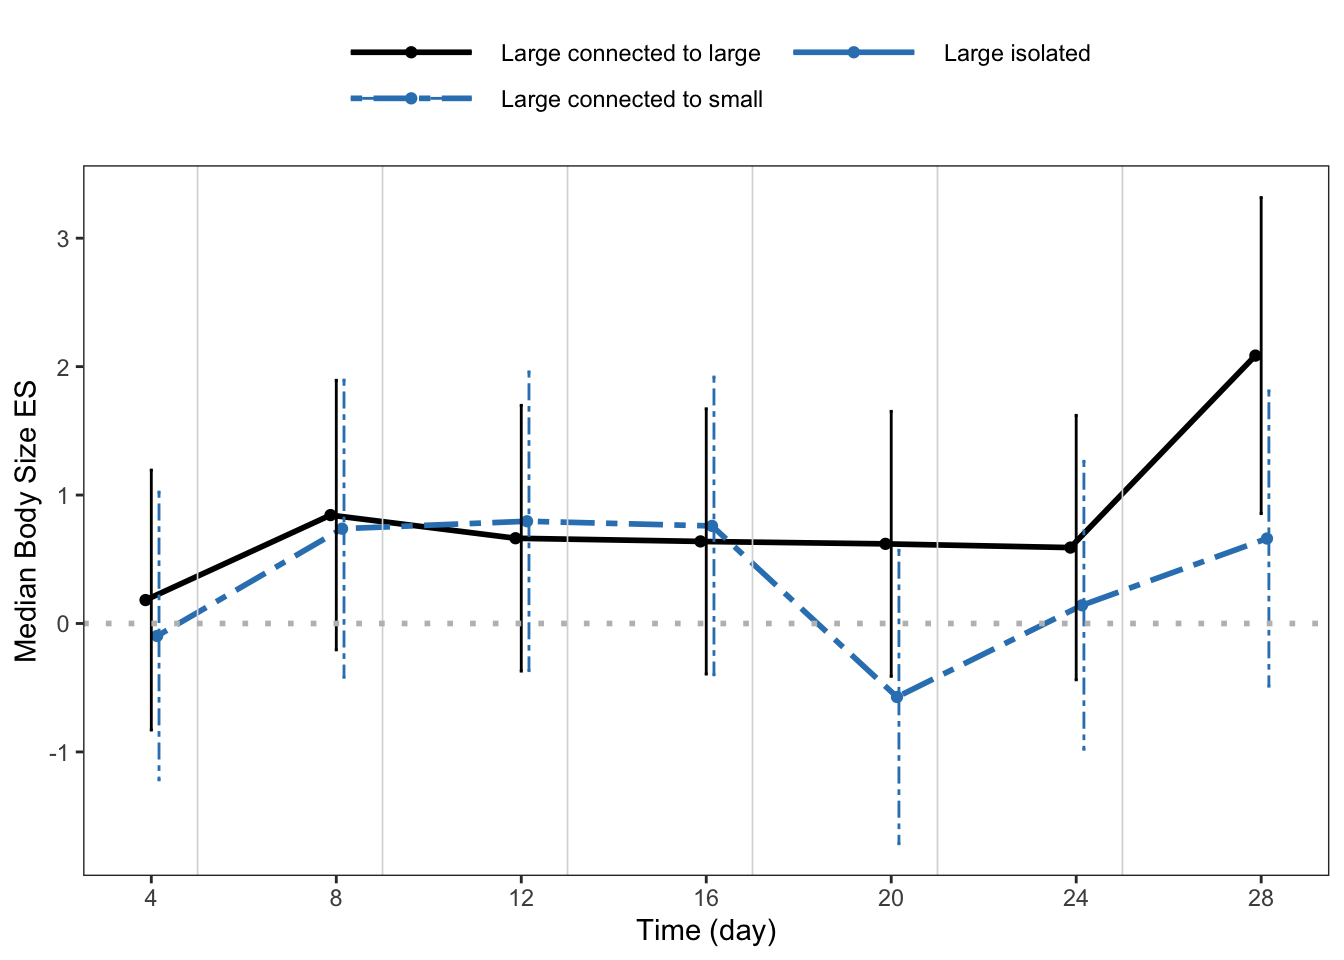 Large connected to large
Large isolated
Large connected to small
Median Body Size ES
3
2
1
0
-1
4 8 12 16 20 24 28
Time (day)